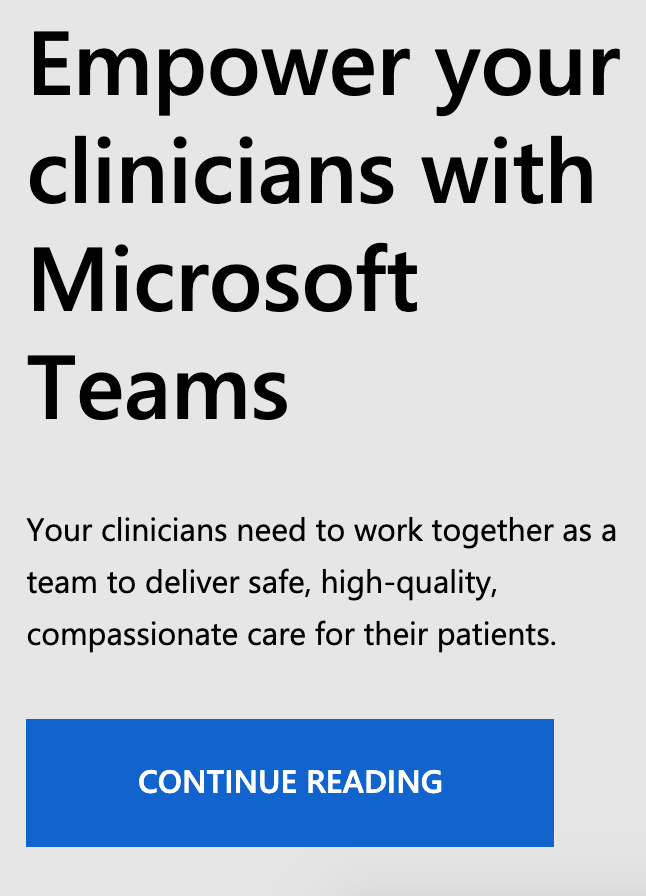 Empower your
clinicians with
Microsoft
Teams
Your clinicians need to work together as a
team to deliver safe, high-quality,
compassionate care for their patients.
CONTINUE READING